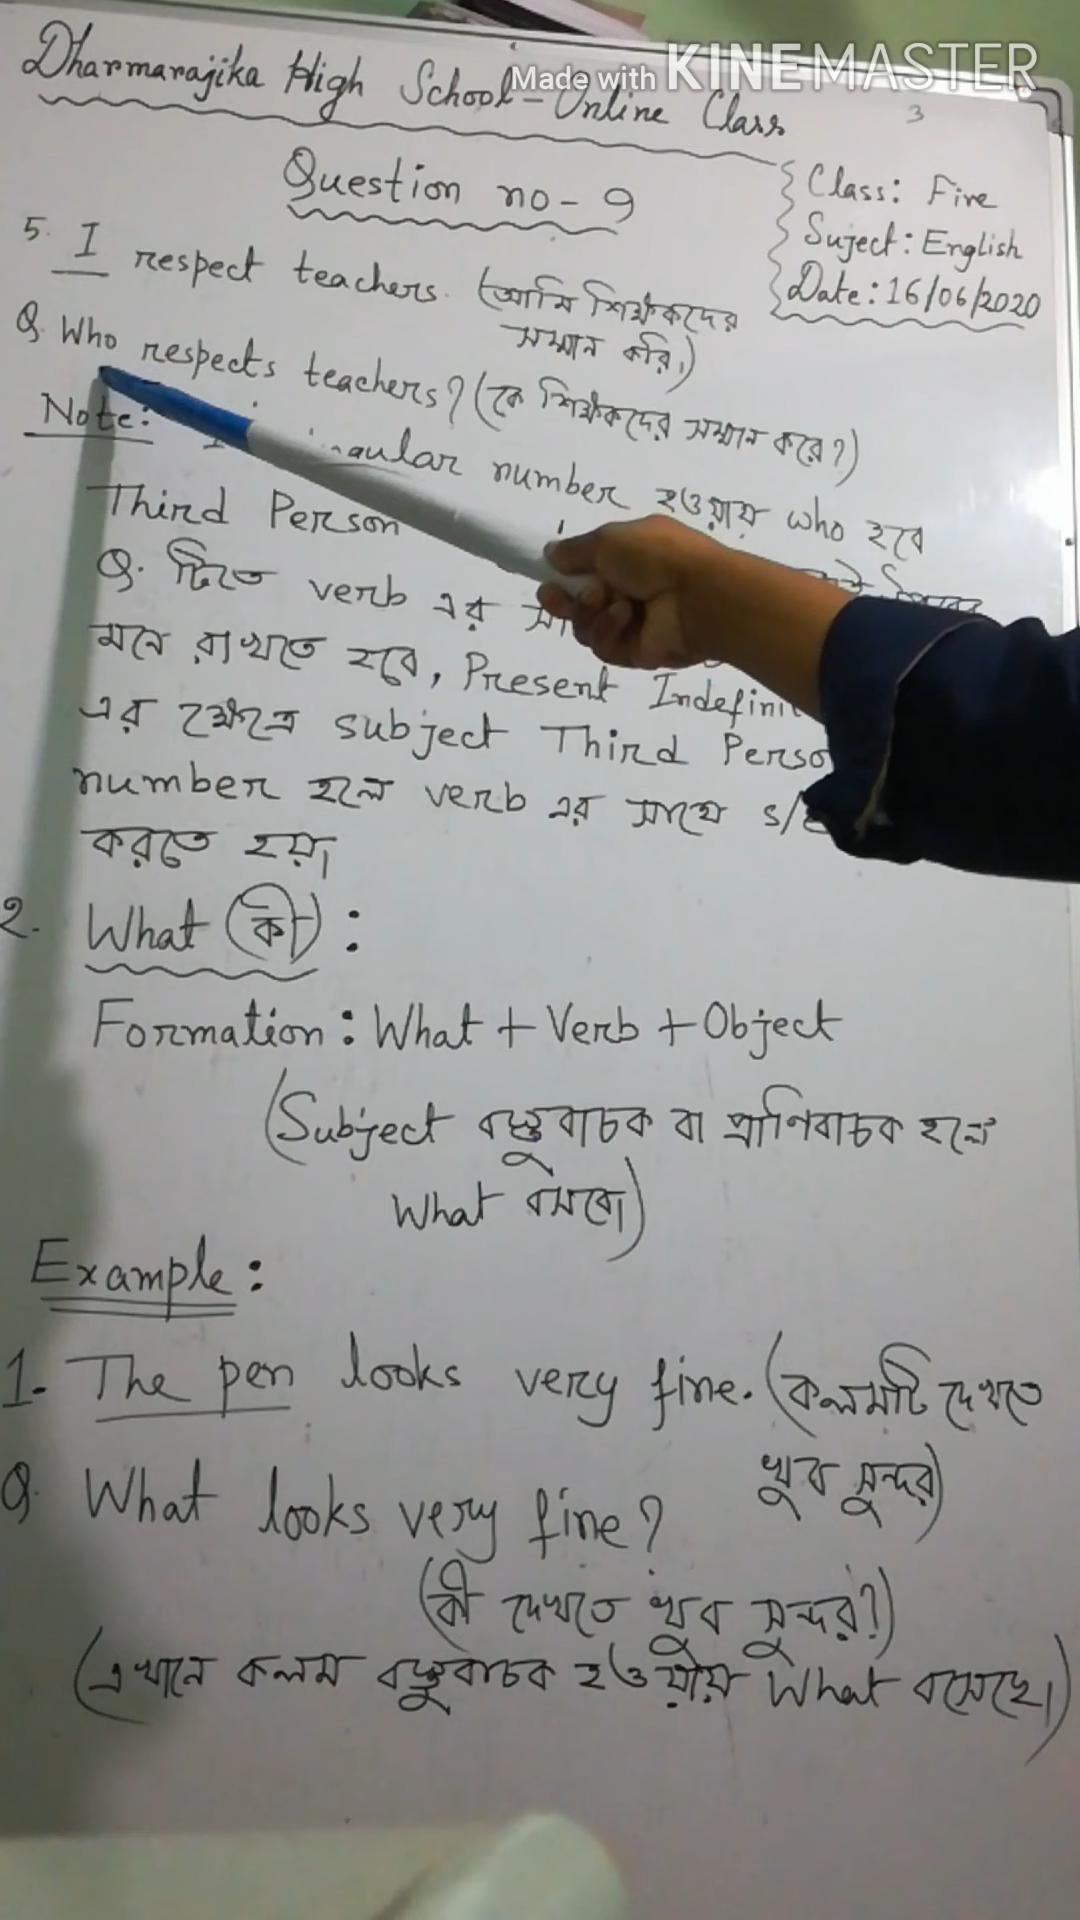 Made with KINEMASTER
Dharmarajika High School-Online Class
3
Question no-9
Class: Five
Suject: English
Date: 16/06/2020
5. I respect teachers. (আমি শিক্ষকদের
সম্মান করি।)
Q. Who respects teachers? (কে শিক্ষকদের সম্মান করে?)
Note: number হওয়ায় who হবে
Third Person
Q. টিতে verb এর
মনে রাখতে হবে, Present
এর ক্ষেত্রে subject Third
number হলে verb এর সাথে
করতে হয়।
2. What (কী):
Formation: What + Verb + Object
(Subject বস্তুবাচক বা প্রাণিবাচক হলে
What বসবে।)
Example:
1. The pen looks very fine. (কলমটি দেখতে
খুব সুন্দর)
Q. What looks very fine?
(কী দেখতে খুব সুন্দর?)
(এখানে কলম বস্তুবাচক হওয়ায় What বসেছে।)